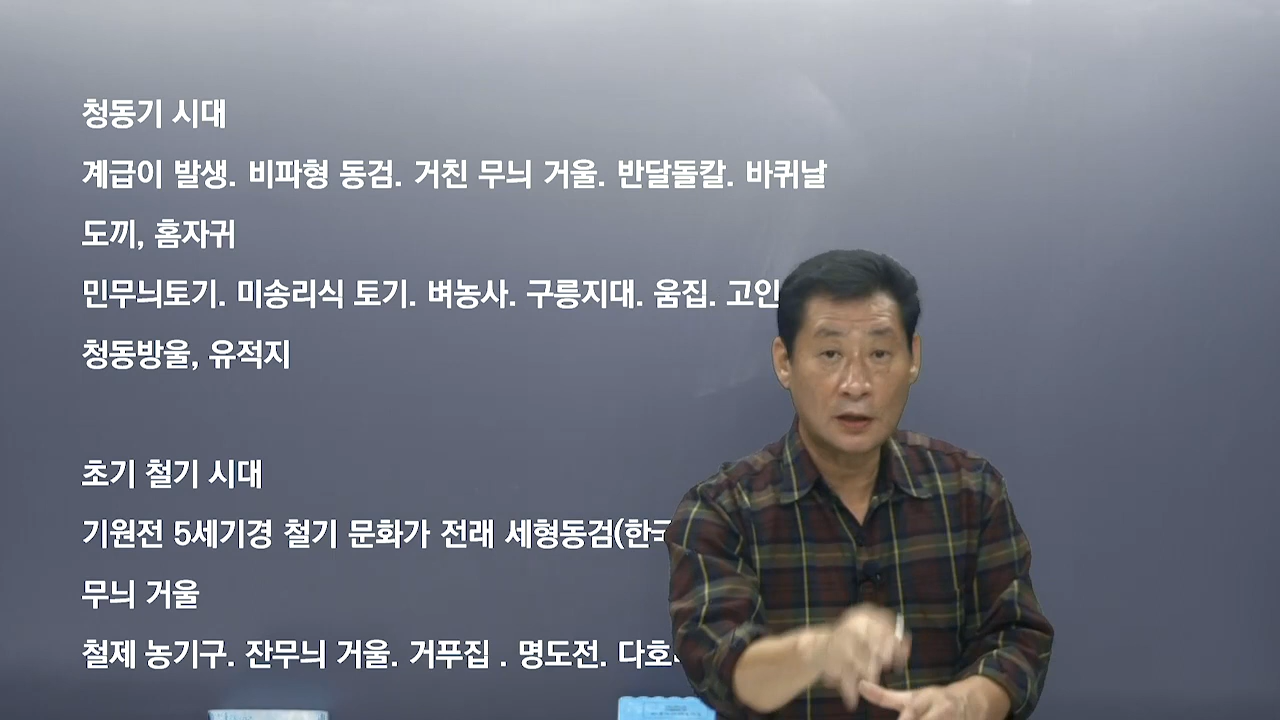 청동기 시대
계급이 발생. 비파형 동검. 거친 무늬 거울. 반달돌칼. 바퀴날
도끼, 홈자귀
민무늬토기. 미송리식 토기. 벼농사. 구릉지대. 움집. 고인
청동방울, 유적지
초기 철기 시대
기원전 5세기경 철기 문화가 전래 세형동검(한국
무늬 거울
철제 농기구. 잔무늬 거울. 거푸집 . 명도전. 다호